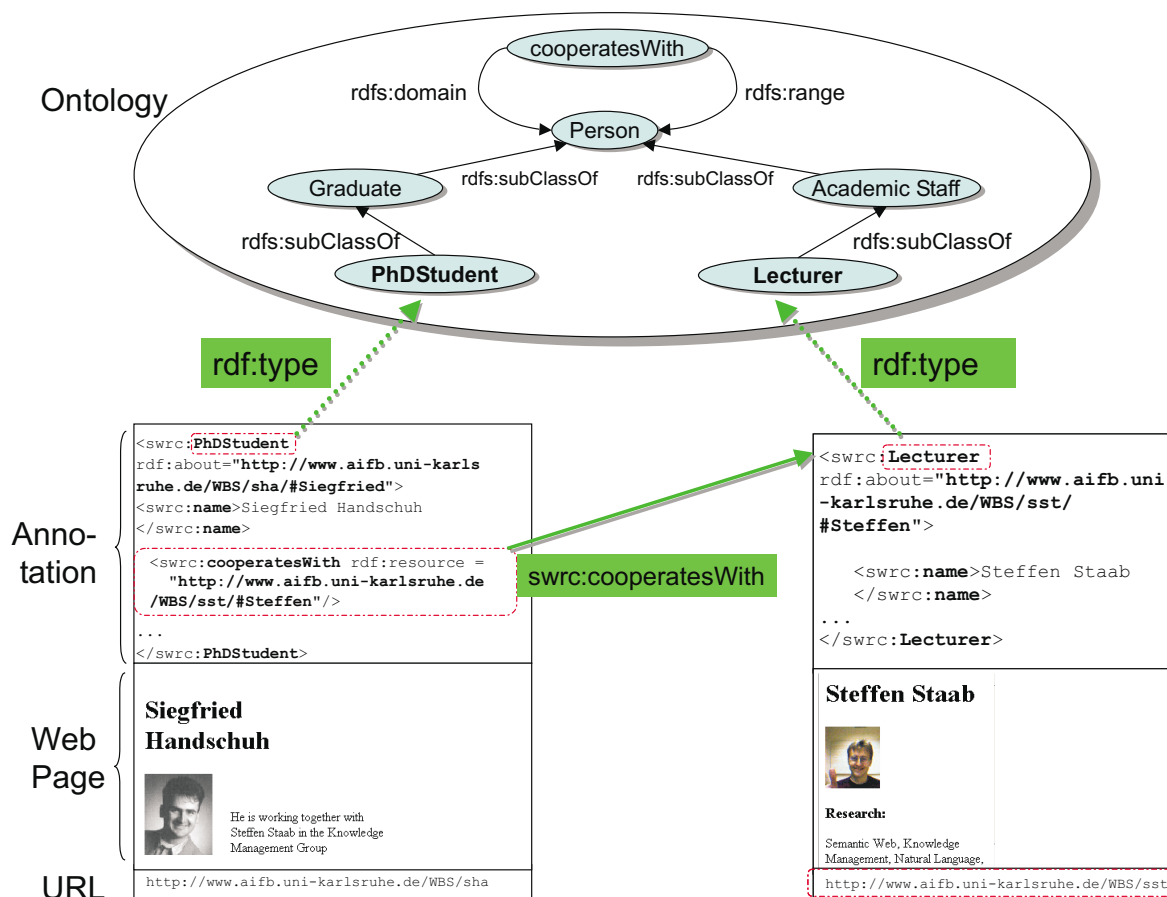 cooperatesWith
Ontology
rdfs:domain
rdfs:range
Person
Graduate
rdfs:subClassOf
rdfs:subClassOf
Academic Staff
rdfs:subClassOf
rdfs:subClassOf
PhDStudent
Lecturer
rdf:type
rdf:type
Anno-
tation
<swrc:PhDStudent
rdf:about="http://www.aifb.uni-karls
ruhe.de/WBS/sha/#Siegfried">
<swrc:name>Siegfried Handschuh
</swrc:name>
<swrc:cooperatesWith rdf:resource =
"http://www.aifb.uni-karlsruhe.de
/WBS/sst/#Steffen"/>
...
</swrc:PhDStudent>
swrc:cooperatesWith
<swrc:Lecturer
rdf:about="http://www.aifb.uni
-karlsruhe.de/WBS/sst/
#Steffen">
<swrc:name>Steffen Staab
</swrc:name>
...
</swrc:Lecturer>
Web
Page
Siegfried
Handschuh
He is working together with
Steffen Staab in the Knowledge
Management Group
Steffen Staab
Research:
Semantic Web, Knowledge
Management, Natural Language,
URL
http://www.aifb.uni-karlsruhe.de/WBS/sha
http://www.aifb.uni-karlsruhe.de/WBS/sst